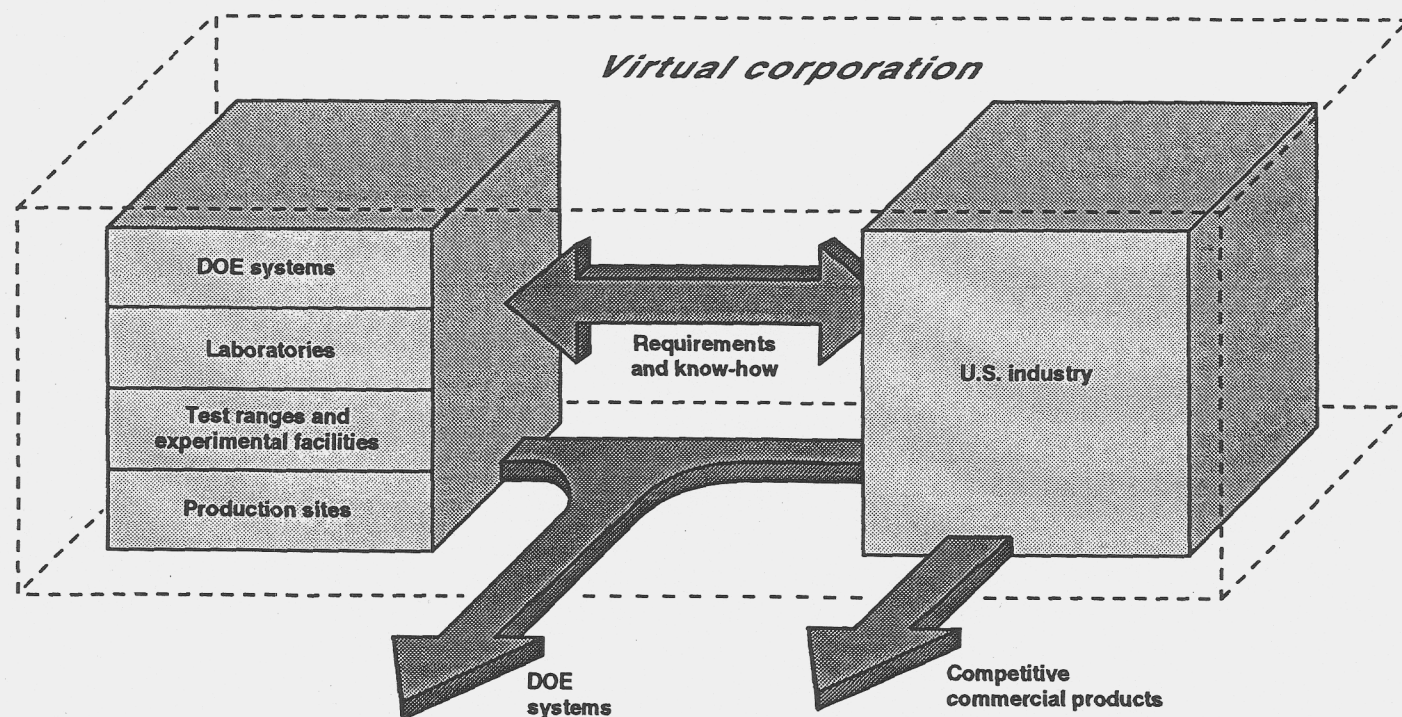 Virtual corporation
DOE systems
Laboratories
Test ranges and
experimental facilities
Production sites
Requirements
and know-how
U.S. industry
DOE
systems
Competitive
commercial products